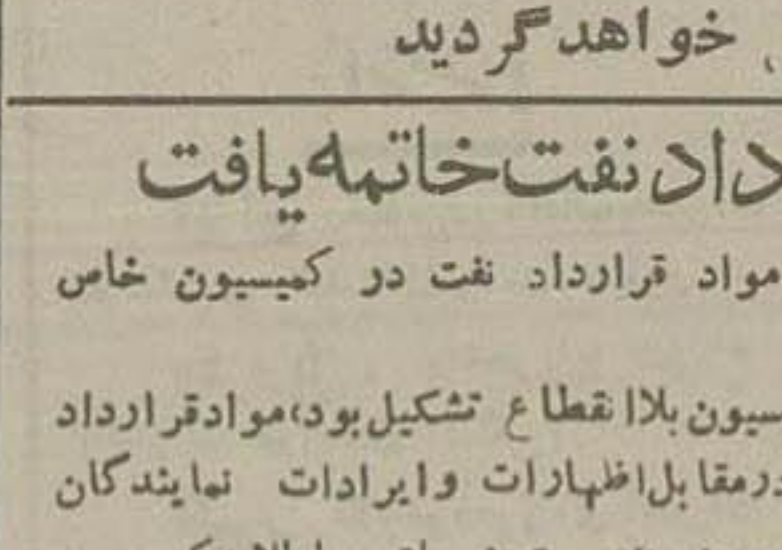 خواهد گردید
داد نفت خاتمه یافت
مواد قرارداد نفت در کمیسیون خاص
سیون بلاانقطاع تشکیل بود، مواد قرارداد
درمقابل اظهارات وایرادات نمایندگان